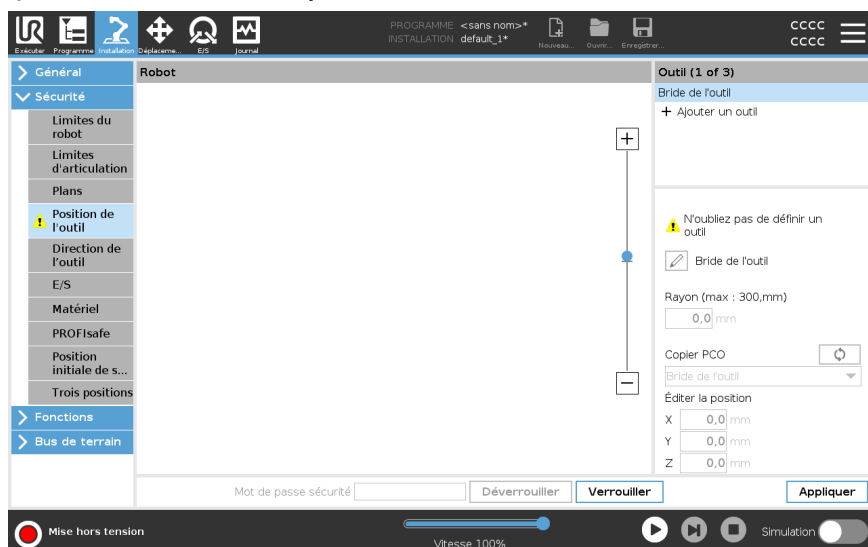 PROGRAMME <sans nom>*
INSTALLATION default_1*
Exécuter
Programme
Installation
Déplaceme...
E/S
Journal
Nouveau...
Ouvrir...
Enregistrer...
CCCC
CCCC
Général
Sécurité
Limites du
robot
Limites
d'articulation
Plans
Position de
l'outil
Direction de
l'outil
E/S
Matériel
PROFIsafe
Position
initiale de s...
Trois positions
Fonctions
Bus de terrain
Robot
Outil (1 of 3)
Bride de l'outil
+ Ajouter un outil
N'oubliez pas de définir un
outil
Bride de l'outil
Rayon (max : 300,mm)
0,0 mm
Copier PCO
Bride de l'outil
Éditer la position
X 0,0 mm
Y 0,0 mm
Z 0,0 mm
Mot de passe sécurité
Déverrouiller
Verrouiller
Appliquer
Mise hors tension
Vitesse 100%
Simulation